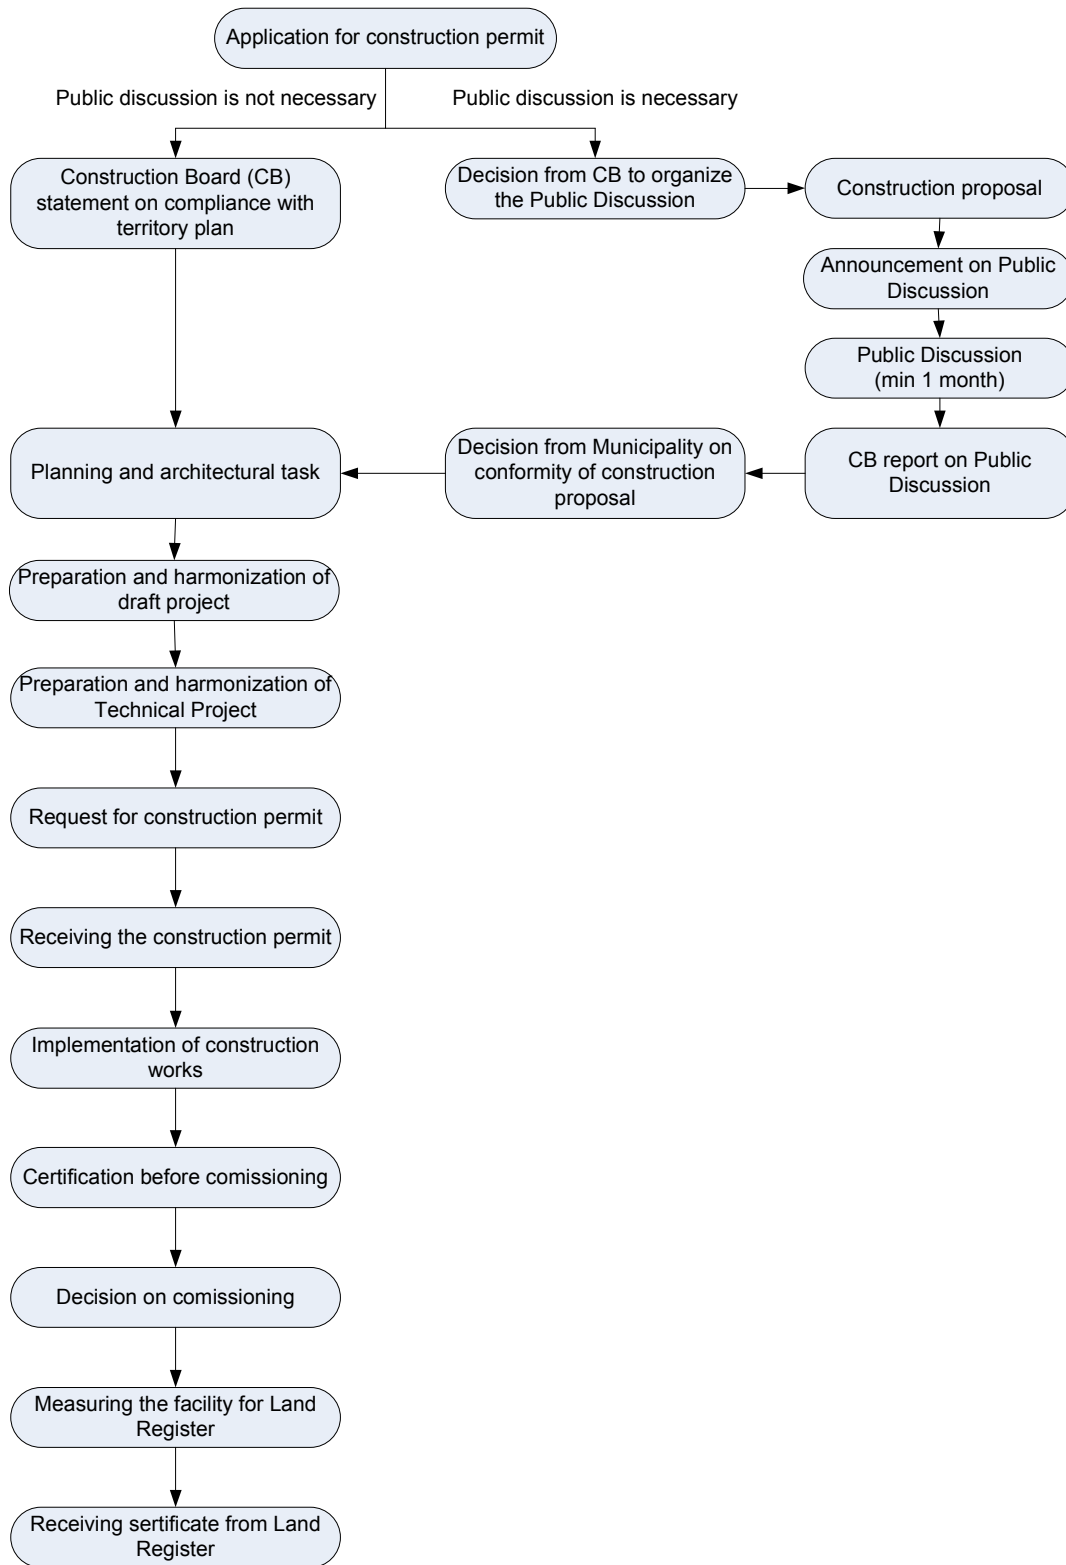 Application for construction permit
Public discussion is not necessary
Public discussion is necessary
Construction Board (CB)
statement on compliance with
territory plan
Decision from CB to organize
the Public Discussion
Construction proposal
Announcement on Public
Discussion
Public Discussion
(min 1 month)
CB report on Public
Discussion
Decision from Municipality on
conformity of construction
proposal
Planning and architectural task
Preparation and harmonization of
draft project
Preparation and harmonization of
Technical Project
Request for construction permit
Receiving the construction permit
Implementation of construction
works
Certification before comissioning
Decision on comissioning
Measuring the facility for Land
Register
Receiving sertificate from Land
Register